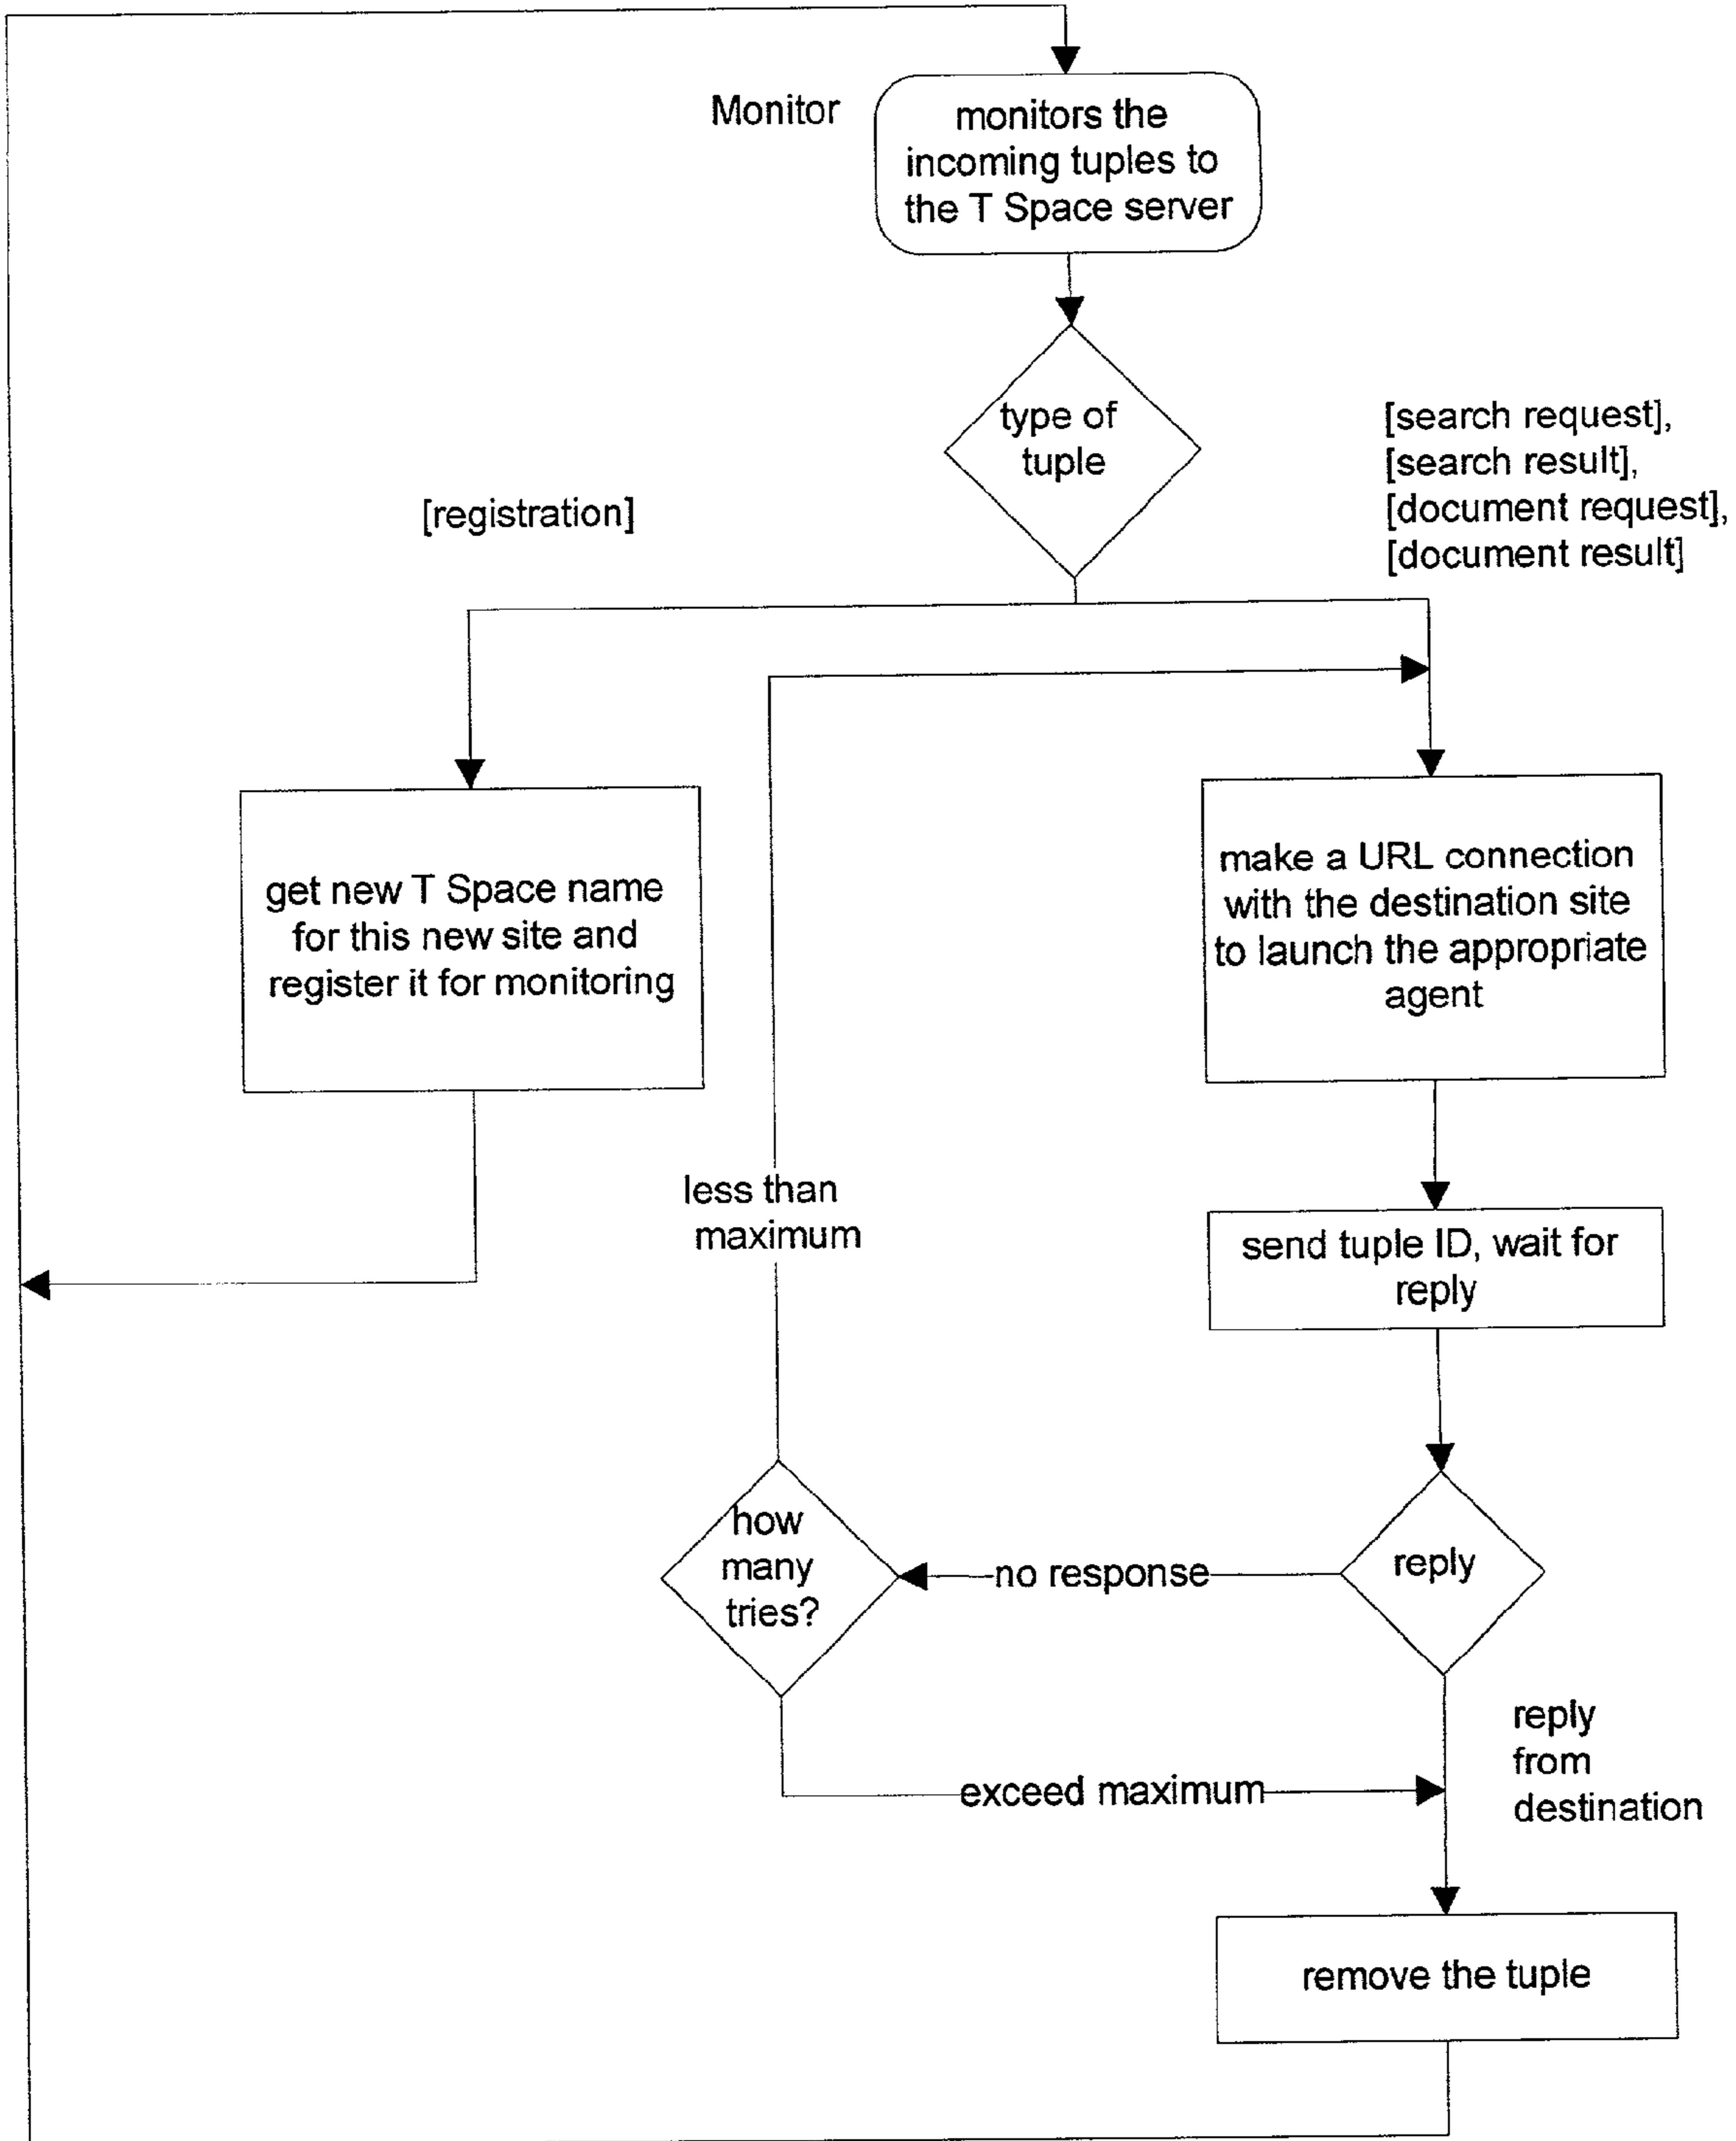 Monitor
monitors the
incoming tuples to
the T Space server
type of
tuple
[search request],
[search result],
[document request],
[document result]
[registration]
get new T Space name
for this new site and
register it for monitoring
make a URL connection
with the destination site
to launch the appropriate
agent
less than
maximum
send tuple ID, wait for
reply
how
many
tries?
no response
reply
reply
from
destination
exceed maximum
remove the tuple